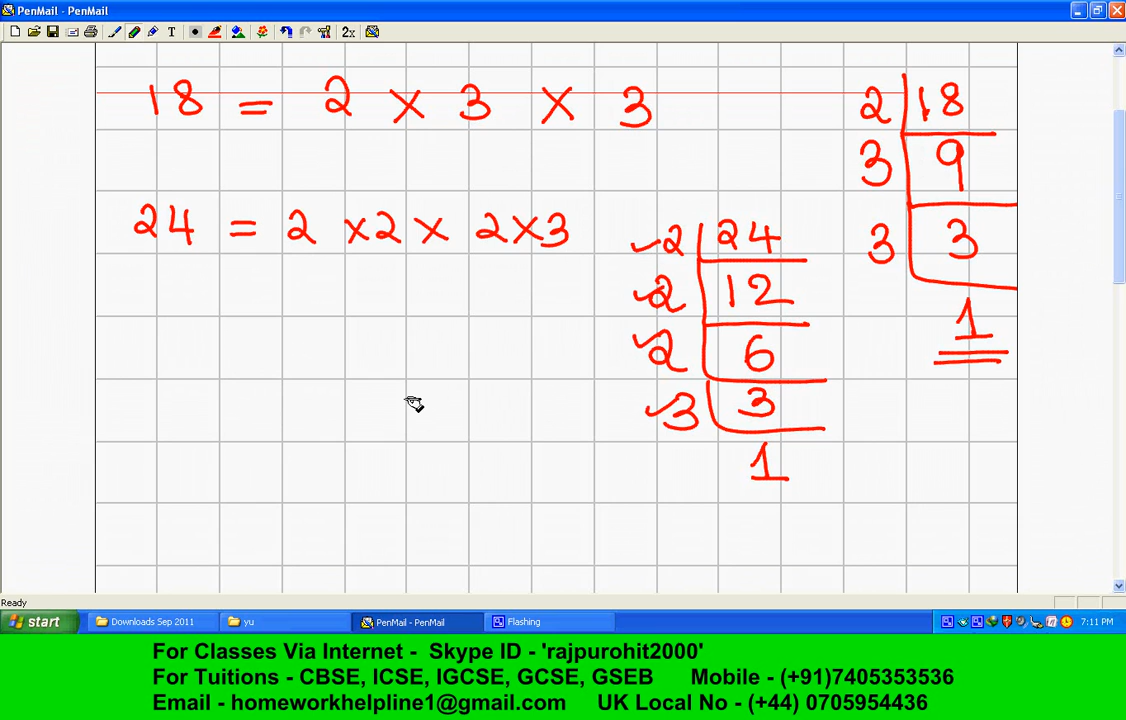 PenMail - PenMail
T 2x
18 = 2 × 3 × 3
24 = 2 ×2 × 2×3
2 | 18
3 | 9
3 | 3
1
✓2 | 24
✓2 | 12
✓2 | 6
✓3 | 3
1
Ready
start Downloads Sep 2011 yu PenMail - PenMail Flashing 7:11 PM
For Classes Via Internet - Skype ID - 'rajpurohit2000'
For Tuitions - CBSE, ICSE, IGCSE, GCSE, GSEB Mobile - (+91)7405353536
Email - homeworkhelpline1@gmail.com UK Local No - (+44) 0705954436